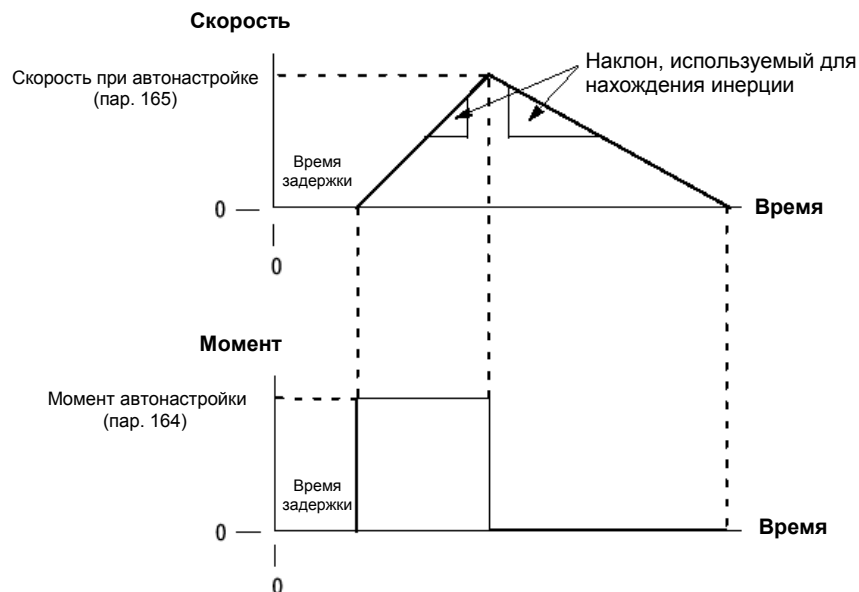 Скорость
Скорость при автонастройке
(пар. 165)
Наклон, используемый для
нахождения инерции
Время
задержки
0
Время
0
Момент
Момент автонастройки
(пар. 164)
Время
задержки
0
Время
0